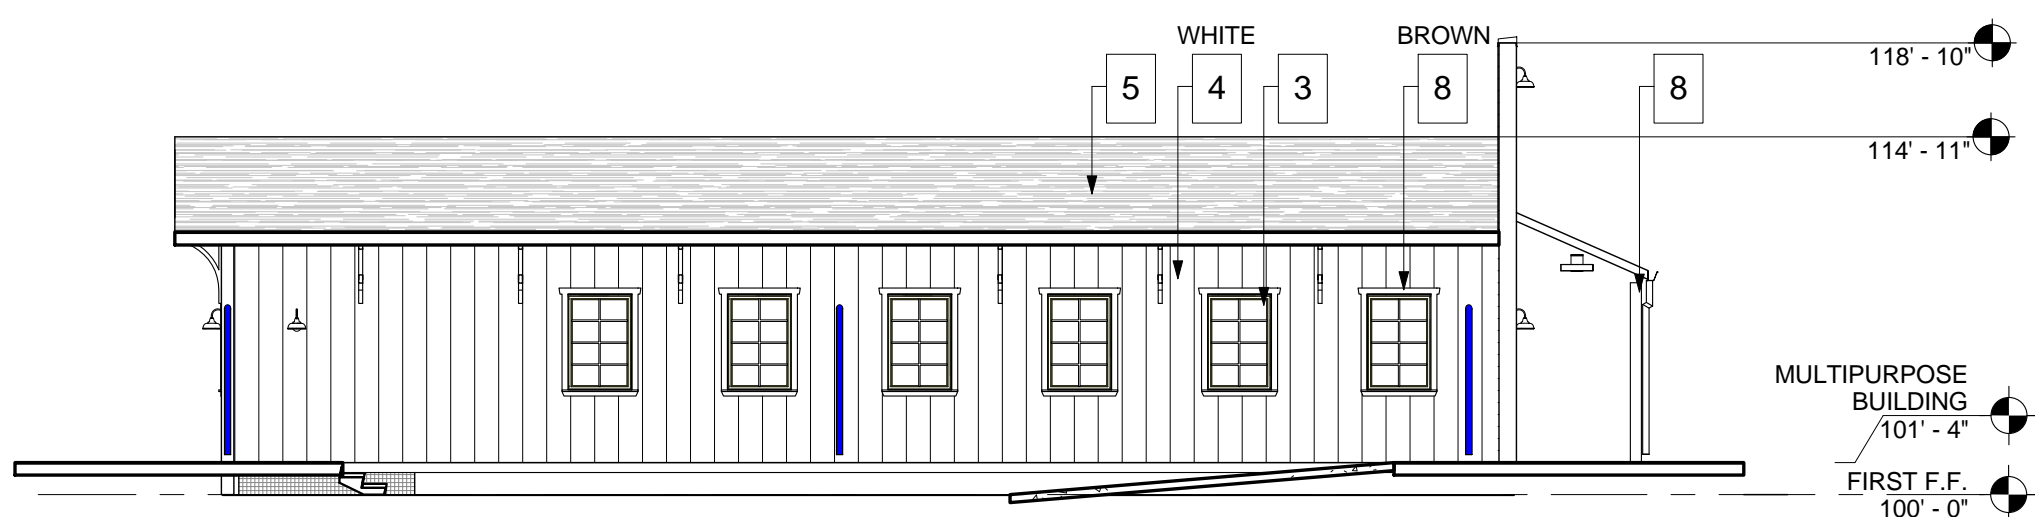 WHITE
BROWN
118' - 10"
5
4
3
8
8
114' - 11"
MULTIPURPOSE
BUILDING
101' - 4"
FIRST F.F.
100' - 0"